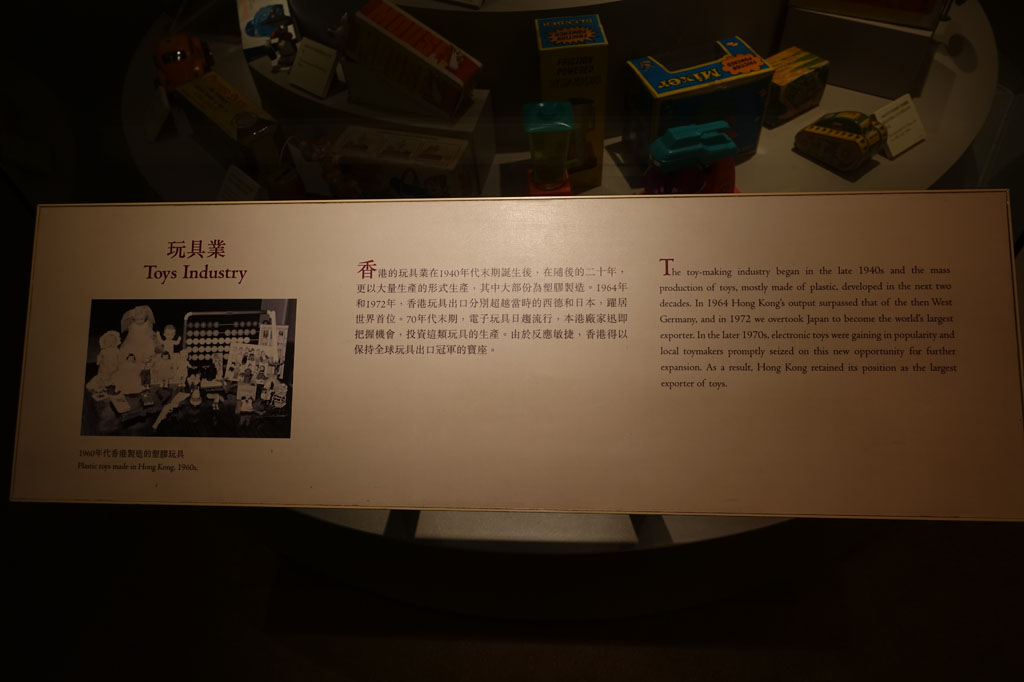 BLENDER
FRICTION
POWERED
Mixer
FRICTION
POWERED
玩具業
Toys Industry
1960年代香港製造的塑膠玩具
Plastic toys made in Hong Kong, 1960s.
香港的玩具業在1940年代末期誕生後，在隨後的二十年，
更以大量生產的形式生產，其中大部份為塑膠製造。1964年
和1972年，香港玩具出口分別超越當時的西德和日本，躍居
世界首位。70年代末期，電子玩具日趨流行，本港廠家迅即
把握機會，投資這類玩具的生產。由於反應敏捷，香港得以
保持全球玩具出口冠軍的寶座。
The toy-making industry began in the late 1940s and the mass
production of toys, mostly made of plastic, developed in the next two
decades. In 1964 Hong Kong's output surpassed that of the then West
Germany, and in 1972 we overtook Japan to become the world's largest
exporter. In the later 1970s, electronic toys were gaining in popularity and
local toymakers promptly seized on this new opportunity for further
expansion. As a result, Hong Kong retained its position as the largest
exporter of toys.